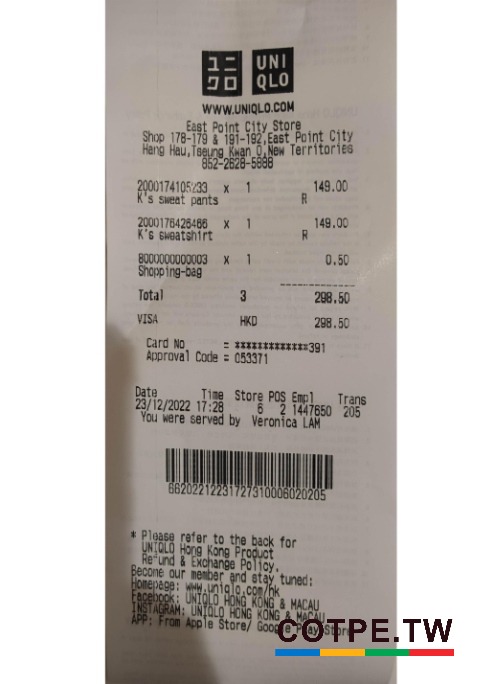 ユニ
クロ
UNI
QLO
WWW.UNIQLO.COM
East Point City Store
Shop 178-179 & 191-192,East Point City
Hang Hau,Tseung Kwan O,New Territories
852-2628-5888
2000174105233 x 1 149.00
K's sweat pants R
2000176426466 x 1 149.00
K's sweatshirt R
8000000000003 x 1 0.50
Shopping-bag
Total 3 298.50
VISA HKD 298.50
Card No = *************391
Approval Code = 053371
Date Time Store POS Empl Trans
23/12/2022 17:28 6 2 1447650 205
You were served by Veronica LAM
66202212231727310006020205
* Please refer to the back for
UNIQLO Hong Kong Product
Refund & Exchange Policy.
Become our member and stay tuned:
Homepage: www.uniqlo.com/hk
Facebook: UNIQLO HONG KONG & MACAU
INSTAGRAM: UNIQLO HONG KONG & MACAU
APP: From Apple Store/ Google Play Store
COTPE.TW